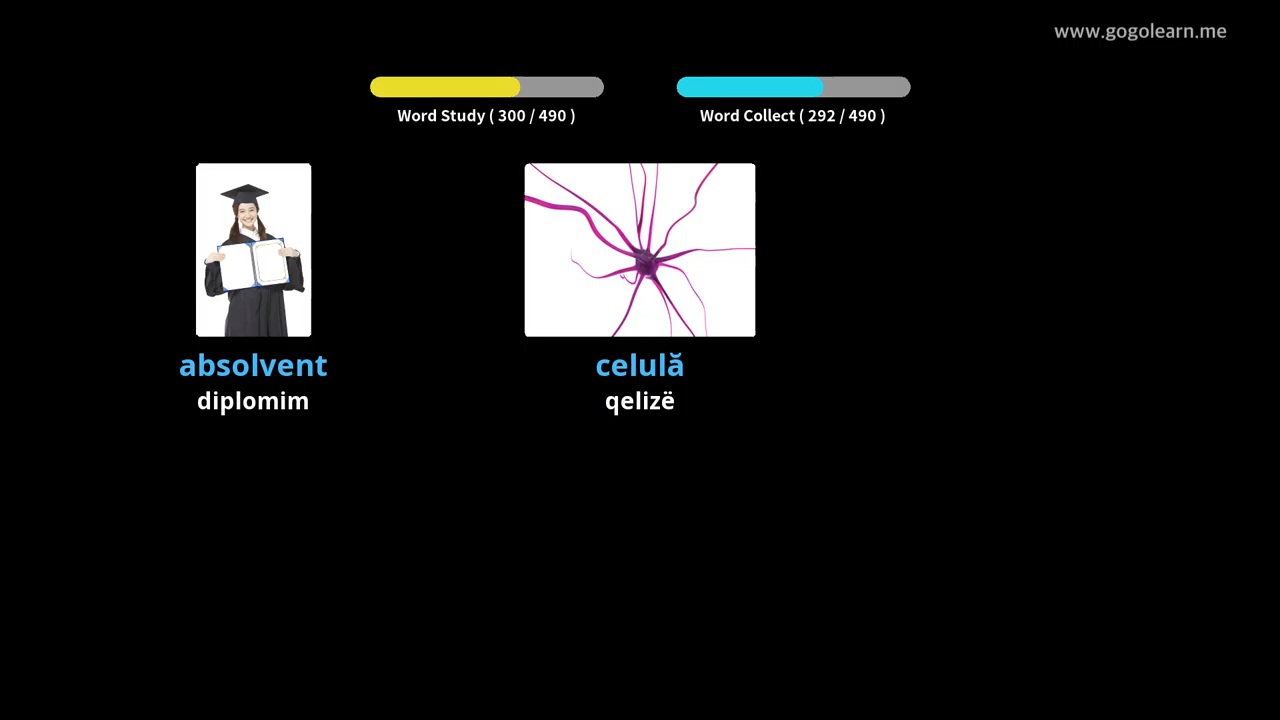 www.gogolearn.me
Word Study ( 300 / 490 )
Word Collect ( 292 / 490 )
absolvent
diplomim
celulă
qelizë